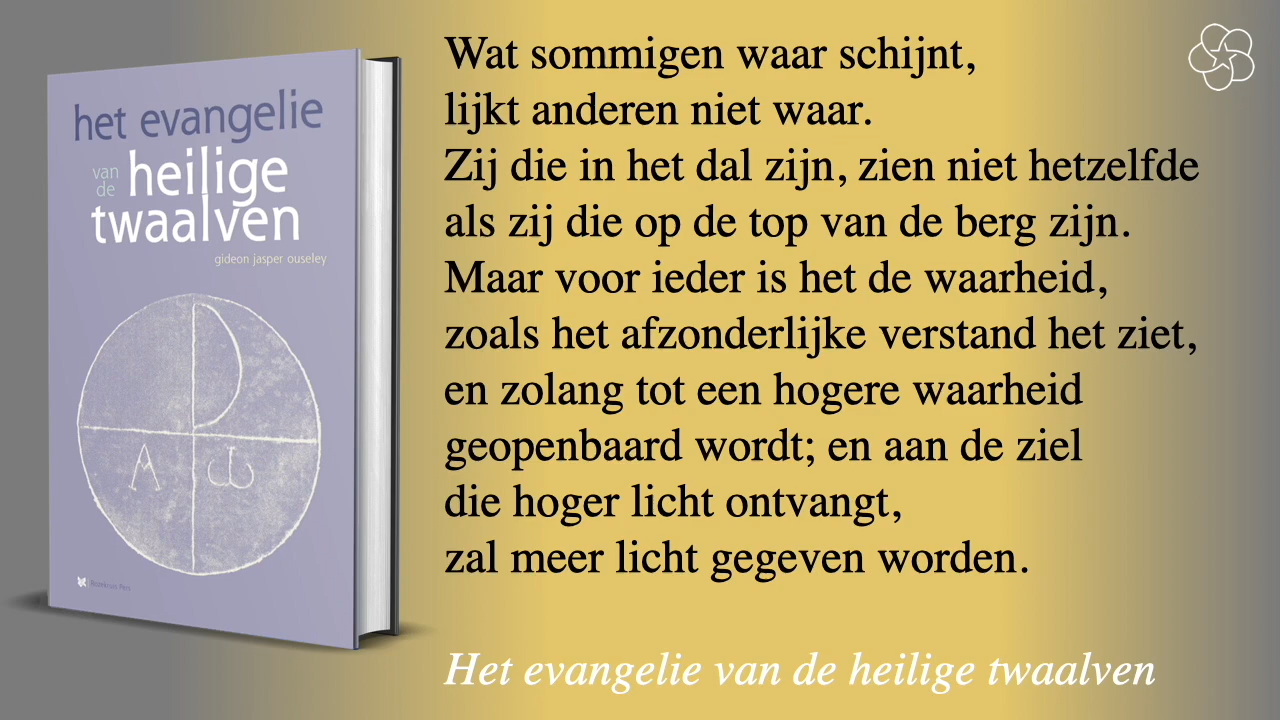 het evangelie
van de heilige
twaalven
gideon jasper ouseley
A ω
Rozekruis Pers
Wat sommigen waar schijnt,
lijkt anderen niet waar.
Zij die in het dal zijn, zien niet hetzelfde
als zij die op de top van de berg zijn.
Maar voor ieder is het de waarheid,
zoals het afzonderlijke verstand het ziet,
en zolang tot een hogere waarheid
geopenbaard wordt; en aan de ziel
die hoger licht ontvangt,
zal meer licht gegeven worden.
Het evangelie van de heilige twaalven